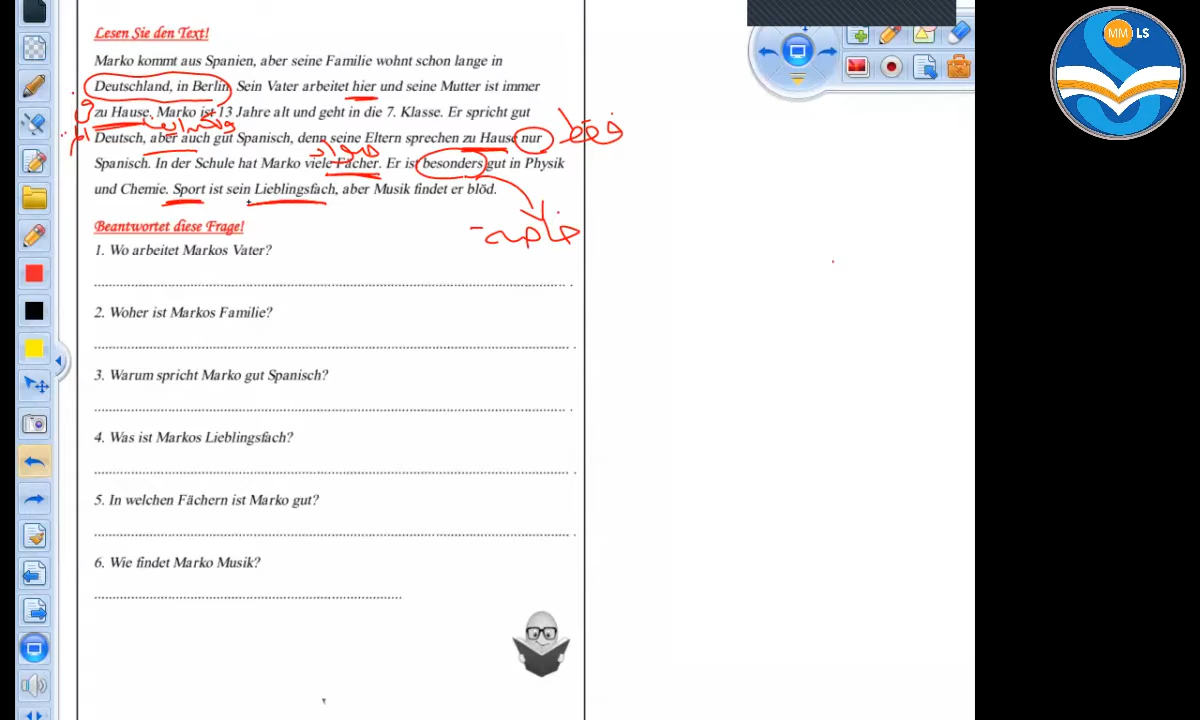 Lesen Sie den Text!
Marko kommt aus Spanien, aber seine Familie wohnt schon lange in
Deutschland, in Berlin. Sein Vater arbeitet hier und seine Mutter ist immer
zu Hause. Marko ist 13 Jahre alt und geht in die 7. Klasse. Er spricht gut
Deutsch, aber auch gut Spanisch, denn seine Eltern sprechen zu Hause nur
فقط
مواد
Spanisch. In der Schule hat Marko viele Fächer. Er ist besonders gut in Physik
und Chemie. Sport ist sein Lieblingsfach, aber Musik findet er blöd.
خاصه
Beantwortet diese Frage!
1. Wo arbeitet Markos Vater?
2. Woher ist Markos Familie?
3. Warum spricht Marko gut Spanisch?
4. Was ist Markos Lieblingsfach?
5. In welchen Fächern ist Marko gut?
6. Wie findet Marko Musik?
٢
MM LS